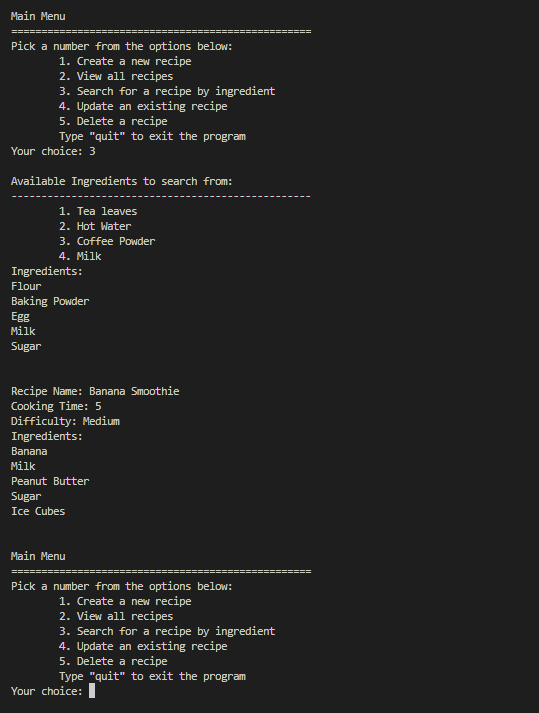 Main Menu
==================================================
Pick a number from the options below:
1. Create a new recipe
2. View all recipes
3. Search for a recipe by ingredient
4. Update an existing recipe
5. Delete a recipe
Type "quit" to exit the program
Your choice: 3
Available Ingredients to search from:
--------------------------------------------------
1. Tea leaves
2. Hot Water
3. Coffee Powder
4. Milk
Ingredients:
Flour
Baking Powder
Egg
Milk
Sugar
Recipe Name: Banana Smoothie
Cooking Time: 5
Difficulty: Medium
Ingredients:
Banana
Milk
Peanut Butter
Sugar
Ice Cubes
Main Menu
==================================================
Pick a number from the options below:
1. Create a new recipe
2. View all recipes
3. Search for a recipe by ingredient
4. Update an existing recipe
5. Delete a recipe
Type "quit" to exit the program
Your choice: